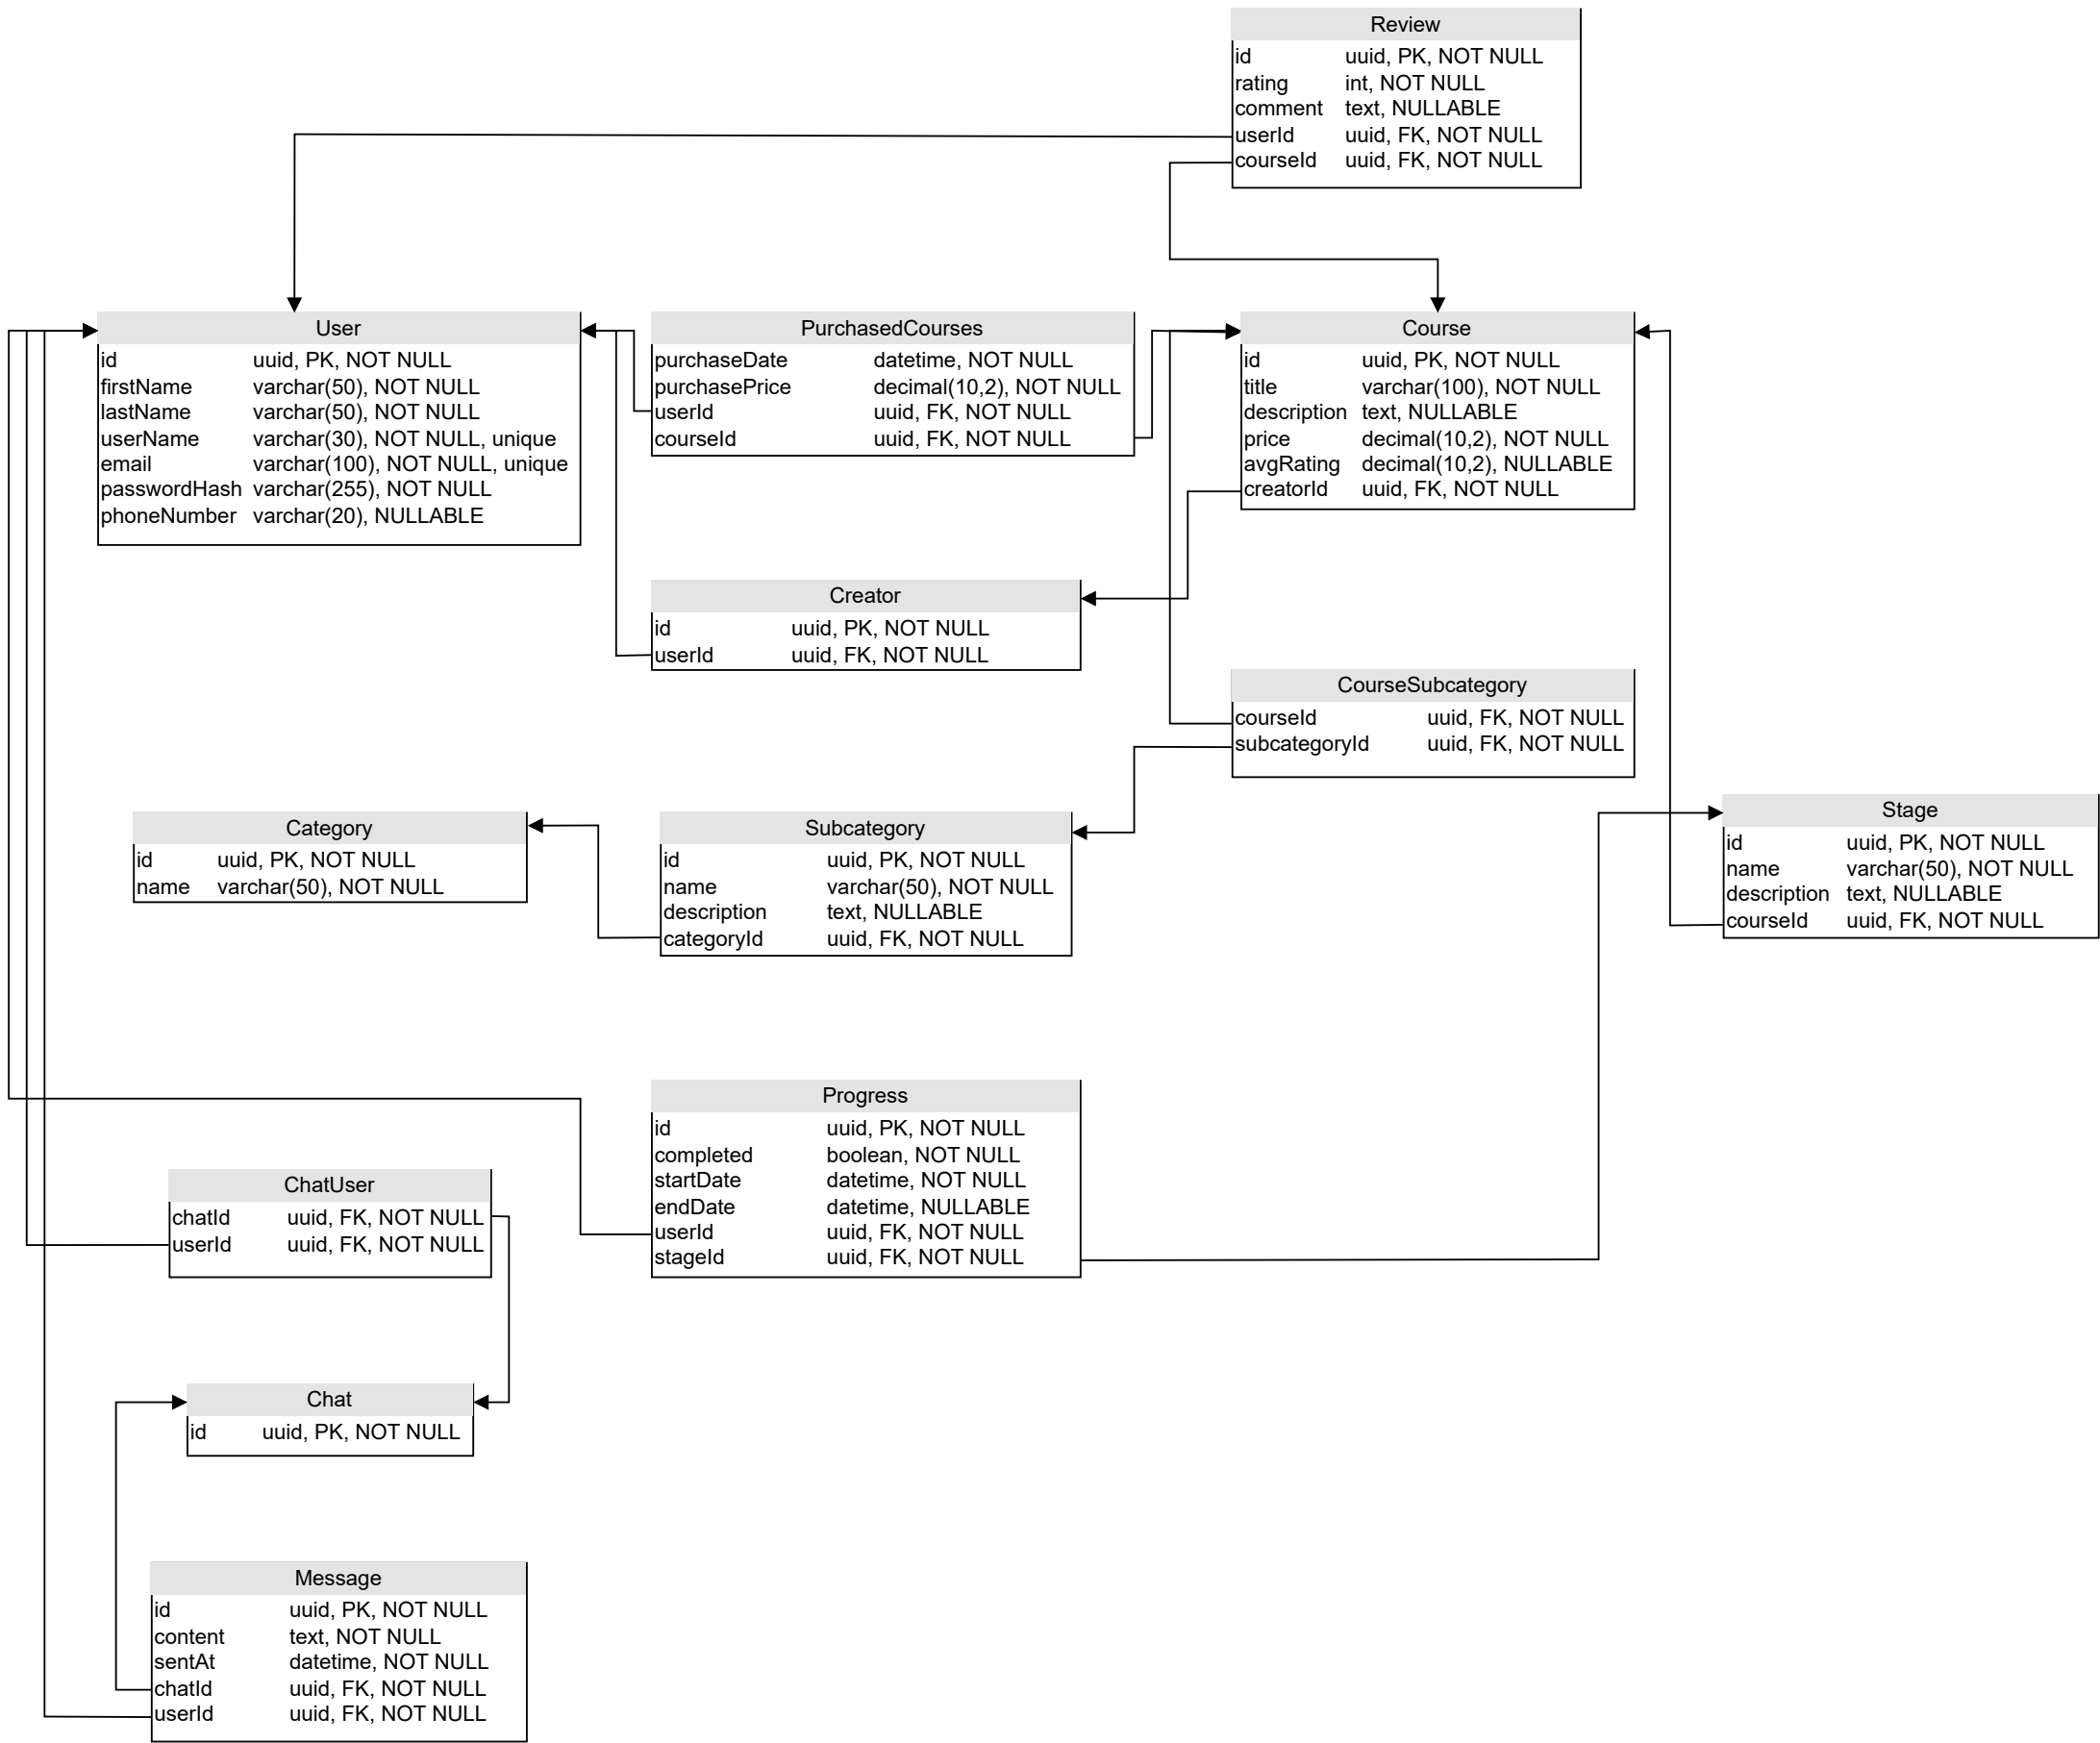 Review
id uuid, PK, NOT NULL
rating int, NOT NULL
comment text, NULLABLE
userId uuid, FK, NOT NULL
courseId uuid, FK, NOT NULL
User
id uuid, PK, NOT NULL
firstName varchar(50), NOT NULL
lastName varchar(50), NOT NULL
userName varchar(30), NOT NULL, unique
email varchar(100), NOT NULL, unique
passwordHash varchar(255), NOT NULL
phoneNumber varchar(20), NULLABLE
PurchasedCourses
purchaseDate datetime, NOT NULL
purchasePrice decimal(10,2), NOT NULL
userId uuid, FK, NOT NULL
courseId uuid, FK, NOT NULL
Course
id uuid, PK, NOT NULL
title varchar(100), NOT NULL
description text, NULLABLE
price decimal(10,2), NOT NULL
avgRating decimal(10,2), NULLABLE
creatorId uuid, FK, NOT NULL
Creator
id uuid, PK, NOT NULL
userId uuid, FK, NOT NULL
CourseSubcategory
courseId uuid, FK, NOT NULL
subcategoryId uuid, FK, NOT NULL
Category
id uuid, PK, NOT NULL
name varchar(50), NOT NULL
Subcategory
id uuid, PK, NOT NULL
name varchar(50), NOT NULL
description text, NULLABLE
categoryId uuid, FK, NOT NULL
Stage
id uuid, PK, NOT NULL
name varchar(50), NOT NULL
description text, NULLABLE
courseId uuid, FK, NOT NULL
Progress
id uuid, PK, NOT NULL
completed boolean, NOT NULL
startDate datetime, NOT NULL
endDate datetime, NULLABLE
userId uuid, FK, NOT NULL
stageId uuid, FK, NOT NULL
ChatUser
chatId uuid, FK, NOT NULL
userId uuid, FK, NOT NULL
Chat
id uuid, PK, NOT NULL
Message
id uuid, PK, NOT NULL
content text, NOT NULL
sentAt datetime, NOT NULL
chatId uuid, FK, NOT NULL
userId uuid, FK, NOT NULL